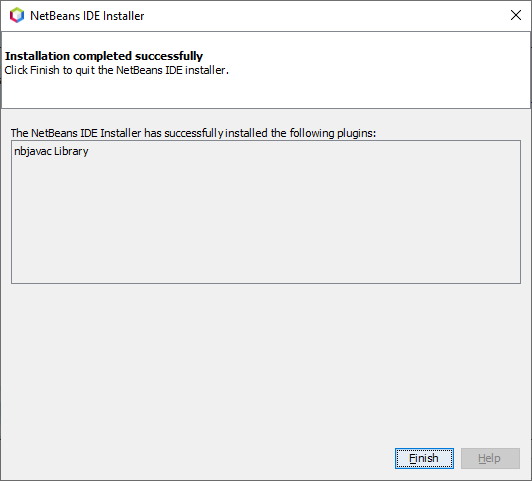 NetBeans IDE Installer
Installation completed successfully
Click Finish to quit the NetBeans IDE installer.
The NetBeans IDE Installer has successfully installed the following plugins:
nbjavac Library
Finish Help